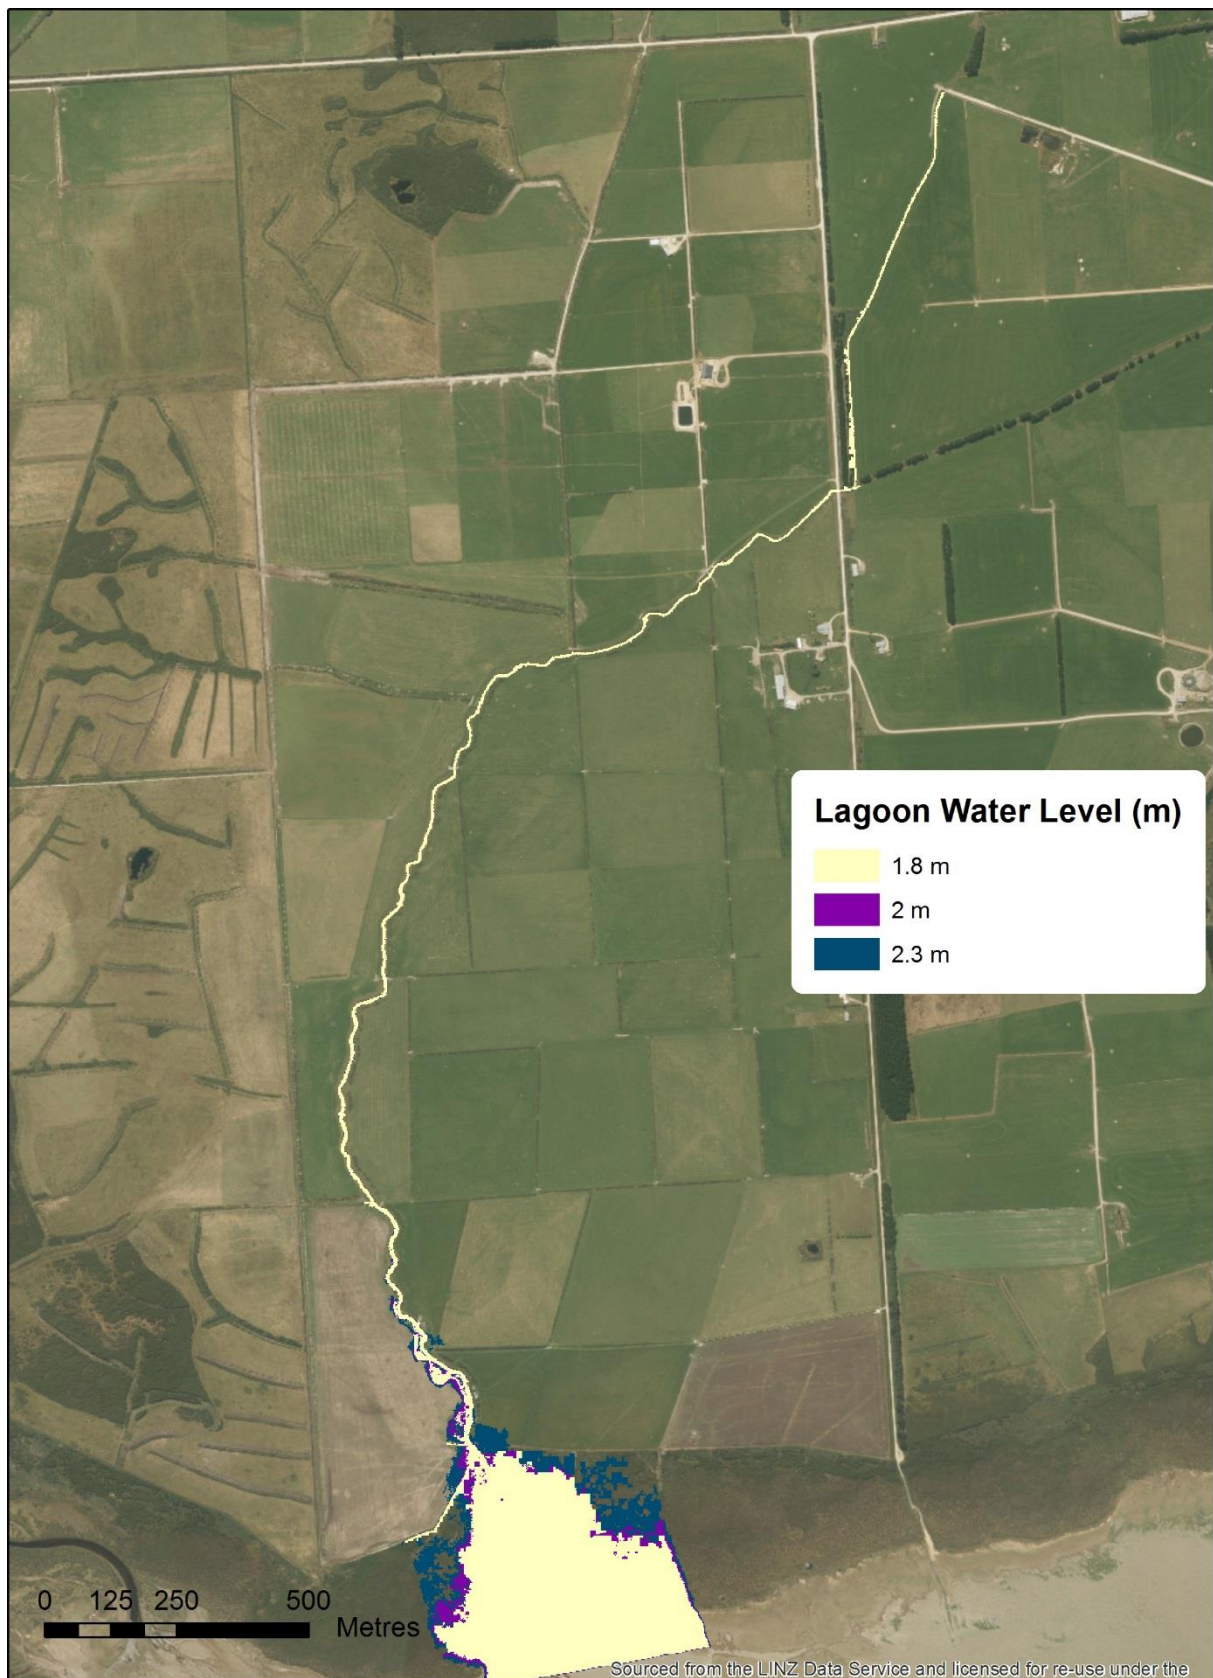 Lagoon Water Level (m)
1.8 m
2 m
2.3 m
0 125 250 500
Metres
Sourced from the LINZ Data Service and licensed for re-use under the